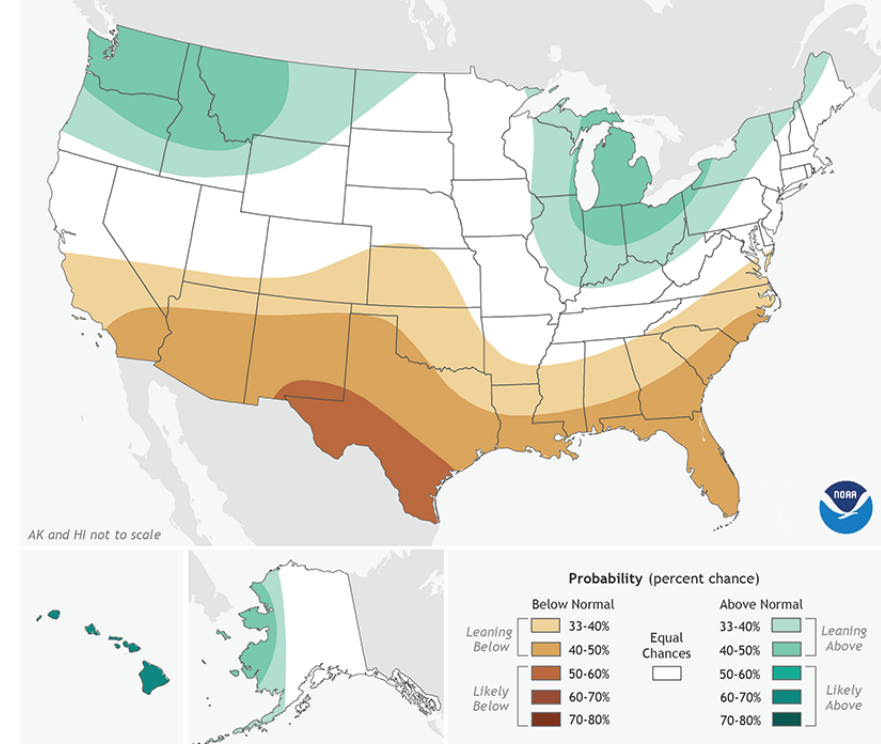 NOAA
AK and HI not to scale
Probability (percent chance)
Below Normal
Above Normal
Leaning
Below
33-40%
40-50%
50-60%
60-70%
70-80%
Likely
Below
Equal
Chances
33-40%
40-50%
50-60%
60-70%
70-80%
Leaning
Above
Likely
Above